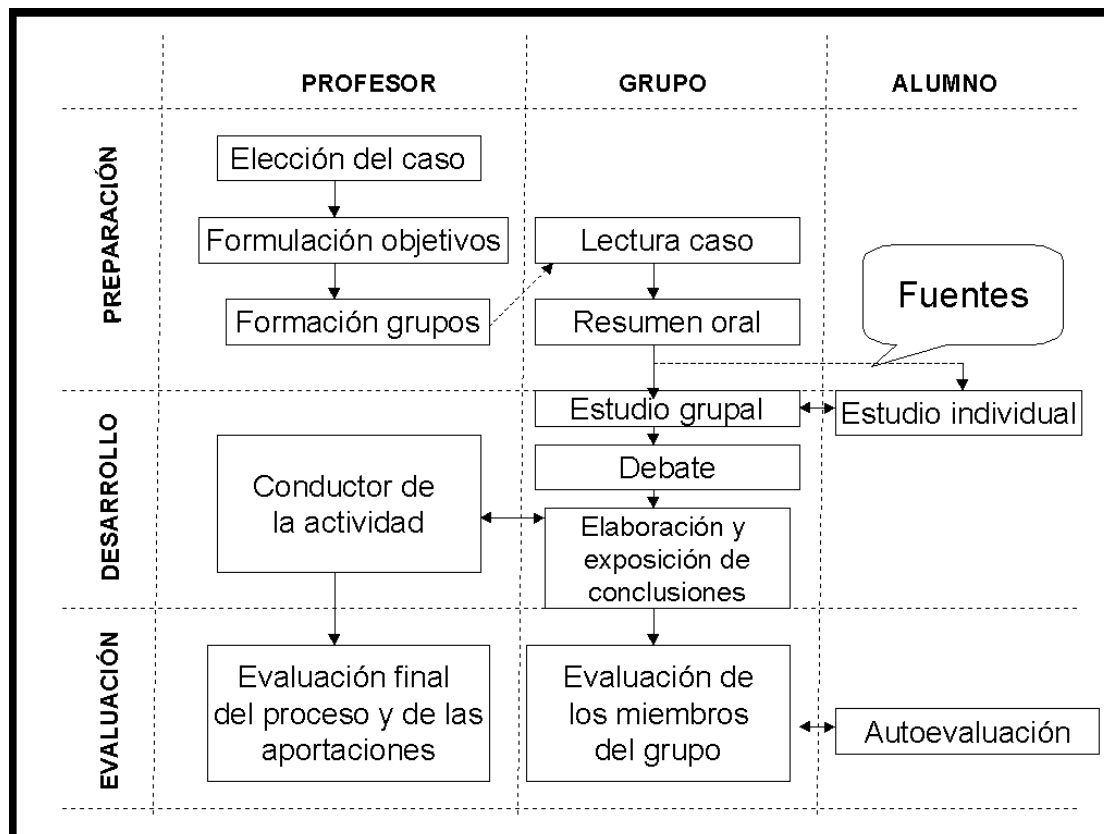 PROFESOR
GRUPO
ALUMNO
PREPARACIÓN
Elección del caso
Formulación objetivos
Lectura caso
Formación grupos
Resumen oral
Fuentes
DESARROLLO
Estudio grupal
Estudio individual
Debate
Conductor de
la actividad
Elaboración y
exposición de
conclusiones
EVALUACIÓN
Evaluación final
del proceso y de las
aportaciones
Evaluación de
los miembros
del grupo
Autoevaluación